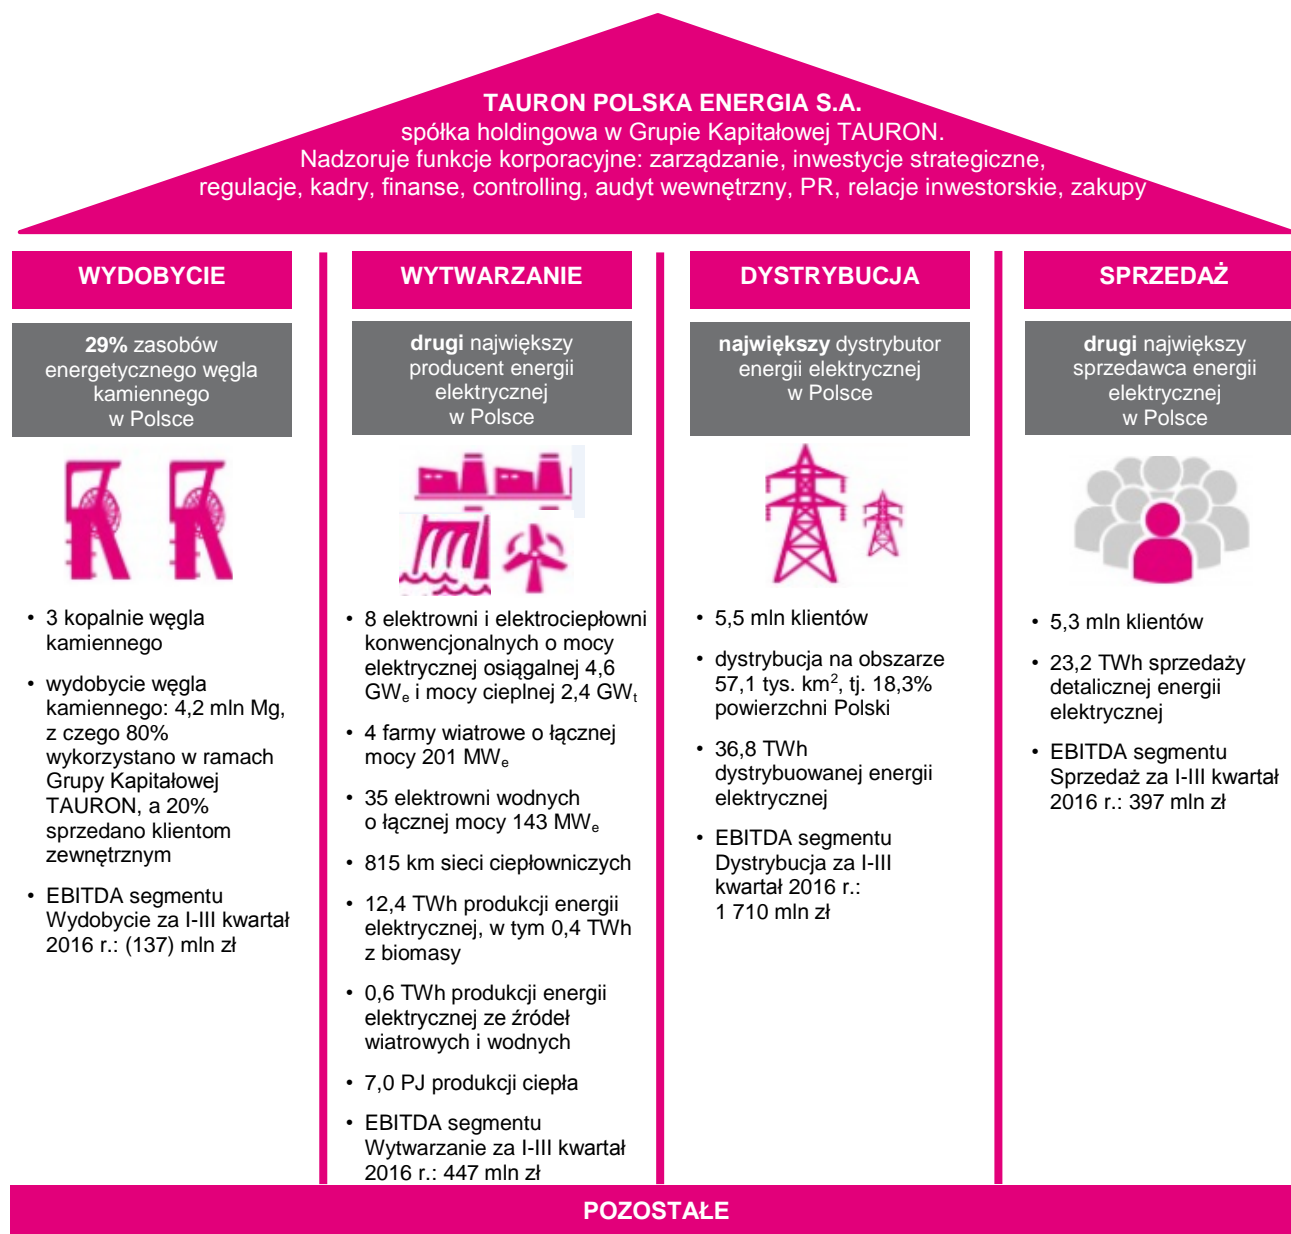 TAURON POLSKA ENERGIA S.A.
spółka holdingowa w Grupie Kapitałowej TAURON.
Nadzoruje funkcje korporacyjne: zarządzanie, inwestycje strategiczne,
regulacje, kadry, finanse, controlling, audyt wewnętrzny, PR, relacje inwestorskie, zakupy
WYDOBYCIE
29% zasobów
energetycznego węgla
kamiennego
w Polsce
• 3 kopalnie węgla
kamiennego
• wydobycie węgla
kamiennego: 4,2 mln Mg,
z czego 80%
wykorzystano w ramach
Grupy Kapitałowej
TAURON, a 20%
sprzedano klientom
zewnętrznym
• EBITDA segmentu
Wydobycie za I-III kwartał
2016 r.: (137) mln zł
WYTWARZANIE
drugi największy
producent energii
elektrycznej
w Polsce
• 8 elektrowni i elektrociepłowni
konwencjonalnych o mocy
elektrycznej osiągalnej 4,6
GWₑ i mocy cieplnej 2,4 GWₜ
• 4 farmy wiatrowe o łącznej
mocy 201 MWₑ
• 35 elektrowni wodnych
o łącznej mocy 143 MWₑ
• 815 km sieci ciepłowniczych
• 12,4 TWh produkcji energii
elektrycznej, w tym 0,4 TWh
z biomasy
• 0,6 TWh produkcji energii
elektrycznej ze źródeł
wiatrowych i wodnych
• 7,0 PJ produkcji ciepła
• EBITDA segmentu
Wytwarzanie za I-III kwartał
2016 r.: 447 mln zł
DYSTRYBUCJA
największy dystrybutor
energii elektrycznej
w Polsce
• 5,5 mln klientów
• dystrybucja na obszarze
57,1 tys. km², tj. 18,3%
powierzchni Polski
• 36,8 TWh
dystrybuowanej energii
elektrycznej
• EBITDA segmentu
Dystrybucja za I-III
kwartał 2016 r.:
1 710 mln zł
SPRZEDAŻ
drugi największy
sprzedawca energii
elektrycznej
w Polsce
• 5,3 mln klientów
• 23,2 TWh sprzedaży
detalicznej energii
elektrycznej
• EBITDA segmentu
Sprzedaż za I-III kwartał
2016 r.: 397 mln zł
POZOSTAŁE